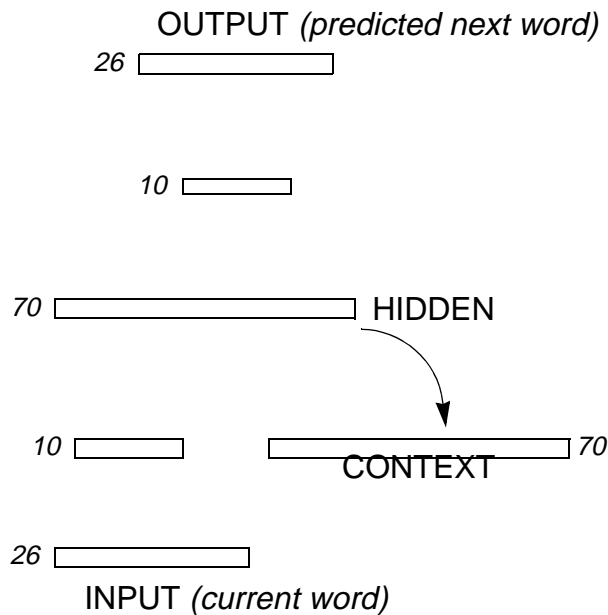 OUTPUT (predicted next word)
26
10
70 HIDDEN
10 CONTEXT 70
26
INPUT (current word)